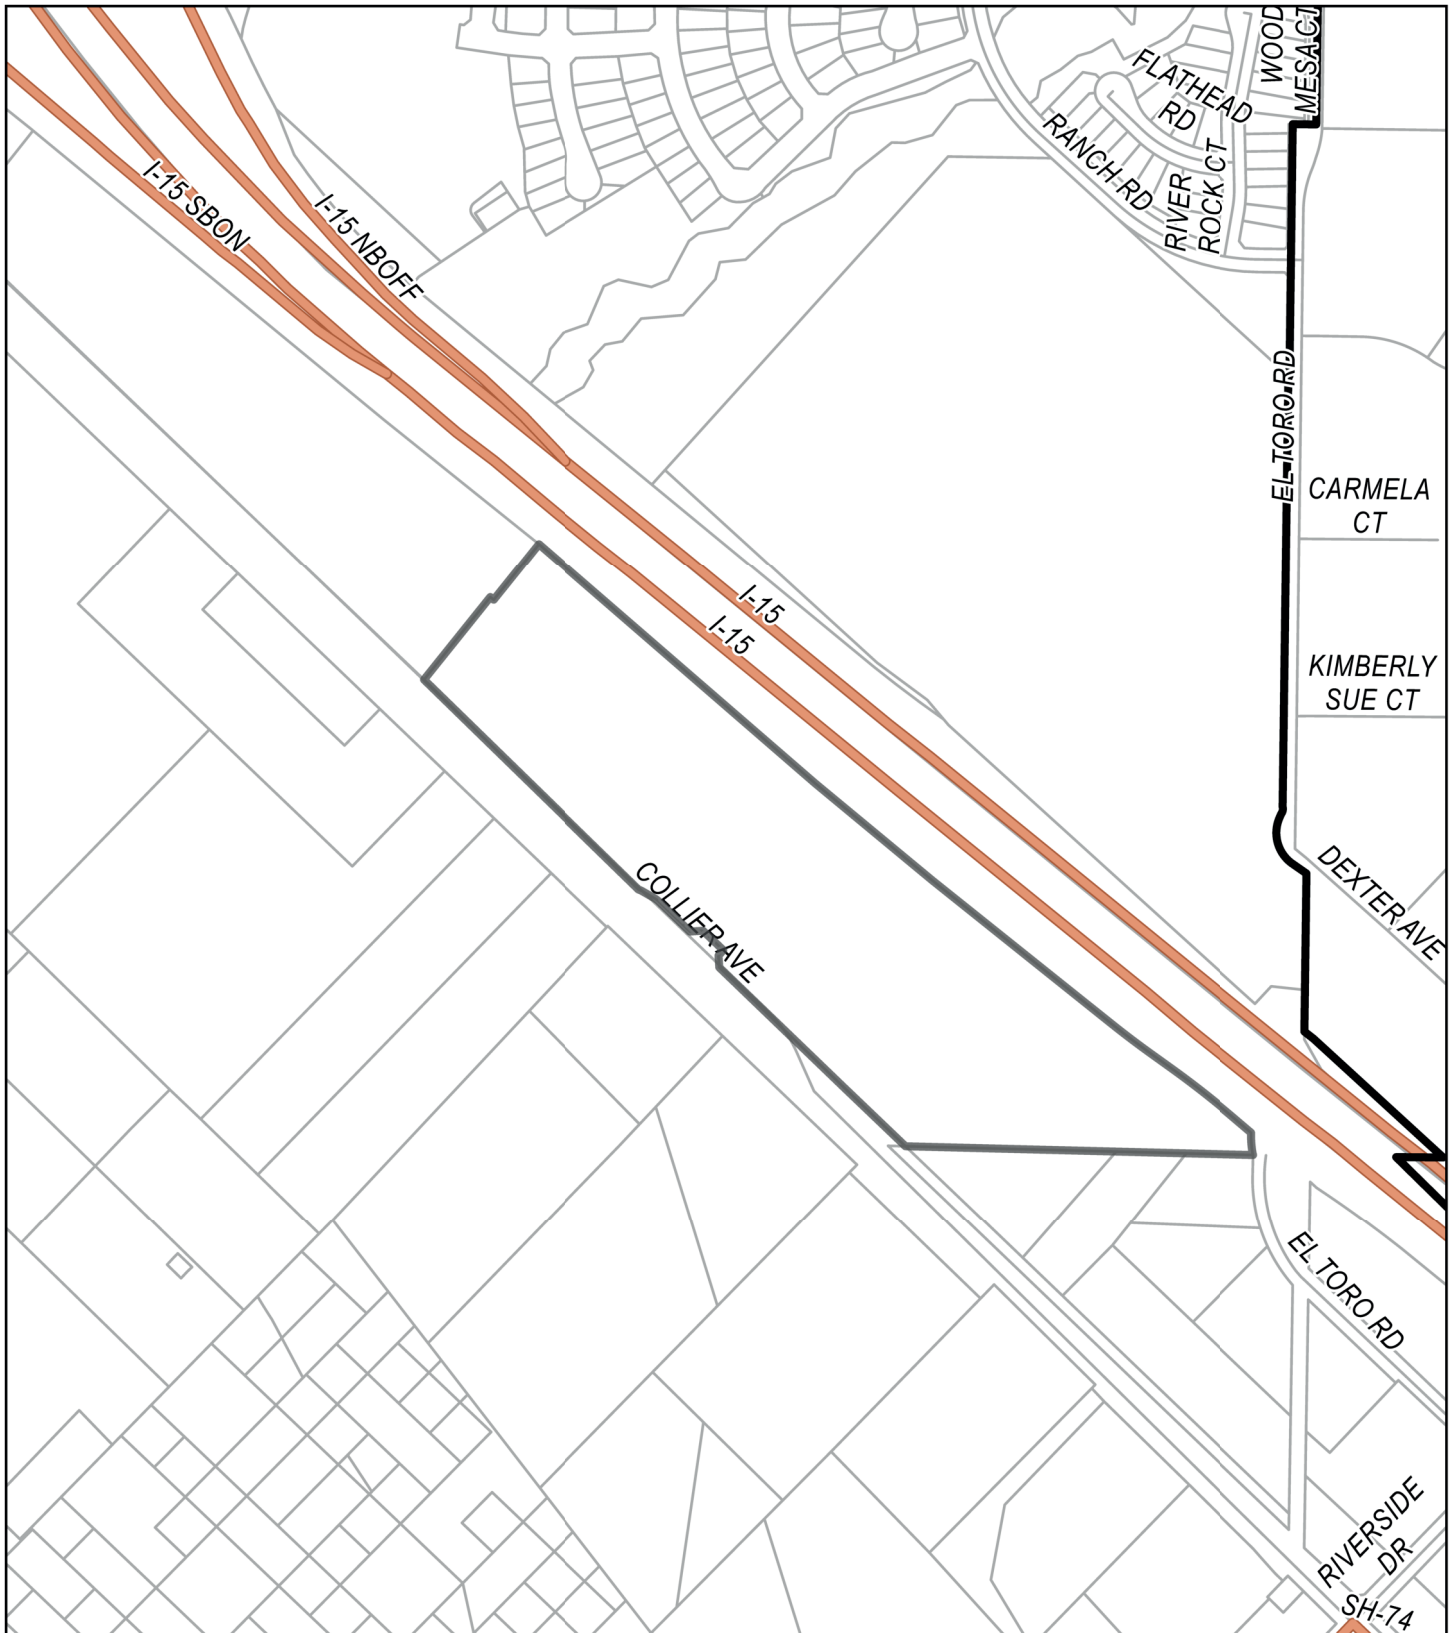 WOOD
MESA CT
FLATHEAD
RD
RANCH RD
RIVER
ROCK CT
I-15 SBON
I-15 NBOFF
EL TORO RD
CARMELA
CT
I-15
I-15
KIMBERLY
SUE CT
DEXTER AVE
COLLIER AVE
EL TORO RD
RIVERSIDE
DR
SH-74